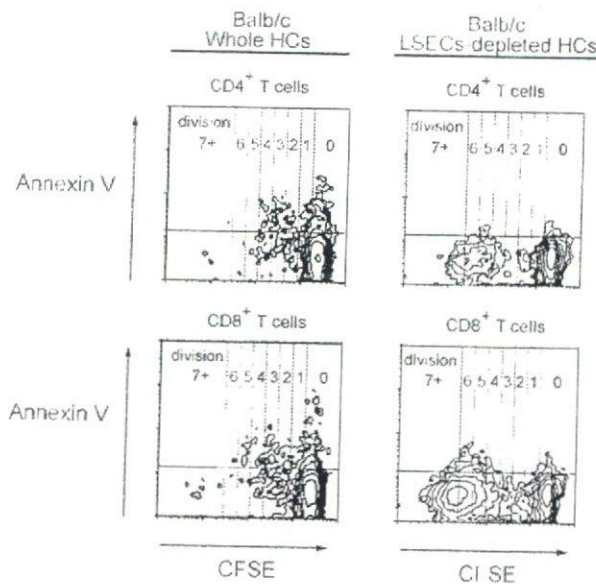 Balb/c
Whole HCs
Balb/c
LSECs-depleted HCs
CD4+ T cells
CD4+ T cells
division
7+ 6 5 4 3 2 1 0
division
7+ 6 5 4 3 2 1 0
Annexin V
CD8+ T cells
CD8+ T cells
division
7+ 6 5 4 3 2 1 0
division
7+ 6 5 4 3 2 1 0
Annexin V
CFSE
CFSE